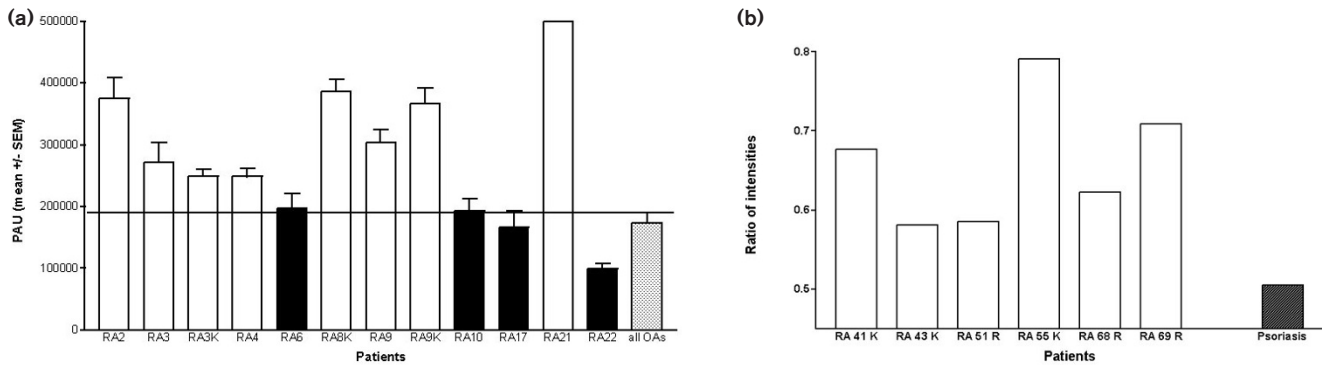 (a)
PAU (mean +/- SEM)
500000
400000
300000
200000
100000
0
RA2 RA3 RA3K RA4 RA6 RA8K RA9 RA9K RA10 RA17 RA21 RA22 all OAs
Patients
(b)
Ratio of intensities
0.8
0.7
0.6
0.5
RA 41 K RA 43 K RA 51 R RA 55 K RA 68 R RA 69 R Psoriasis
Patients